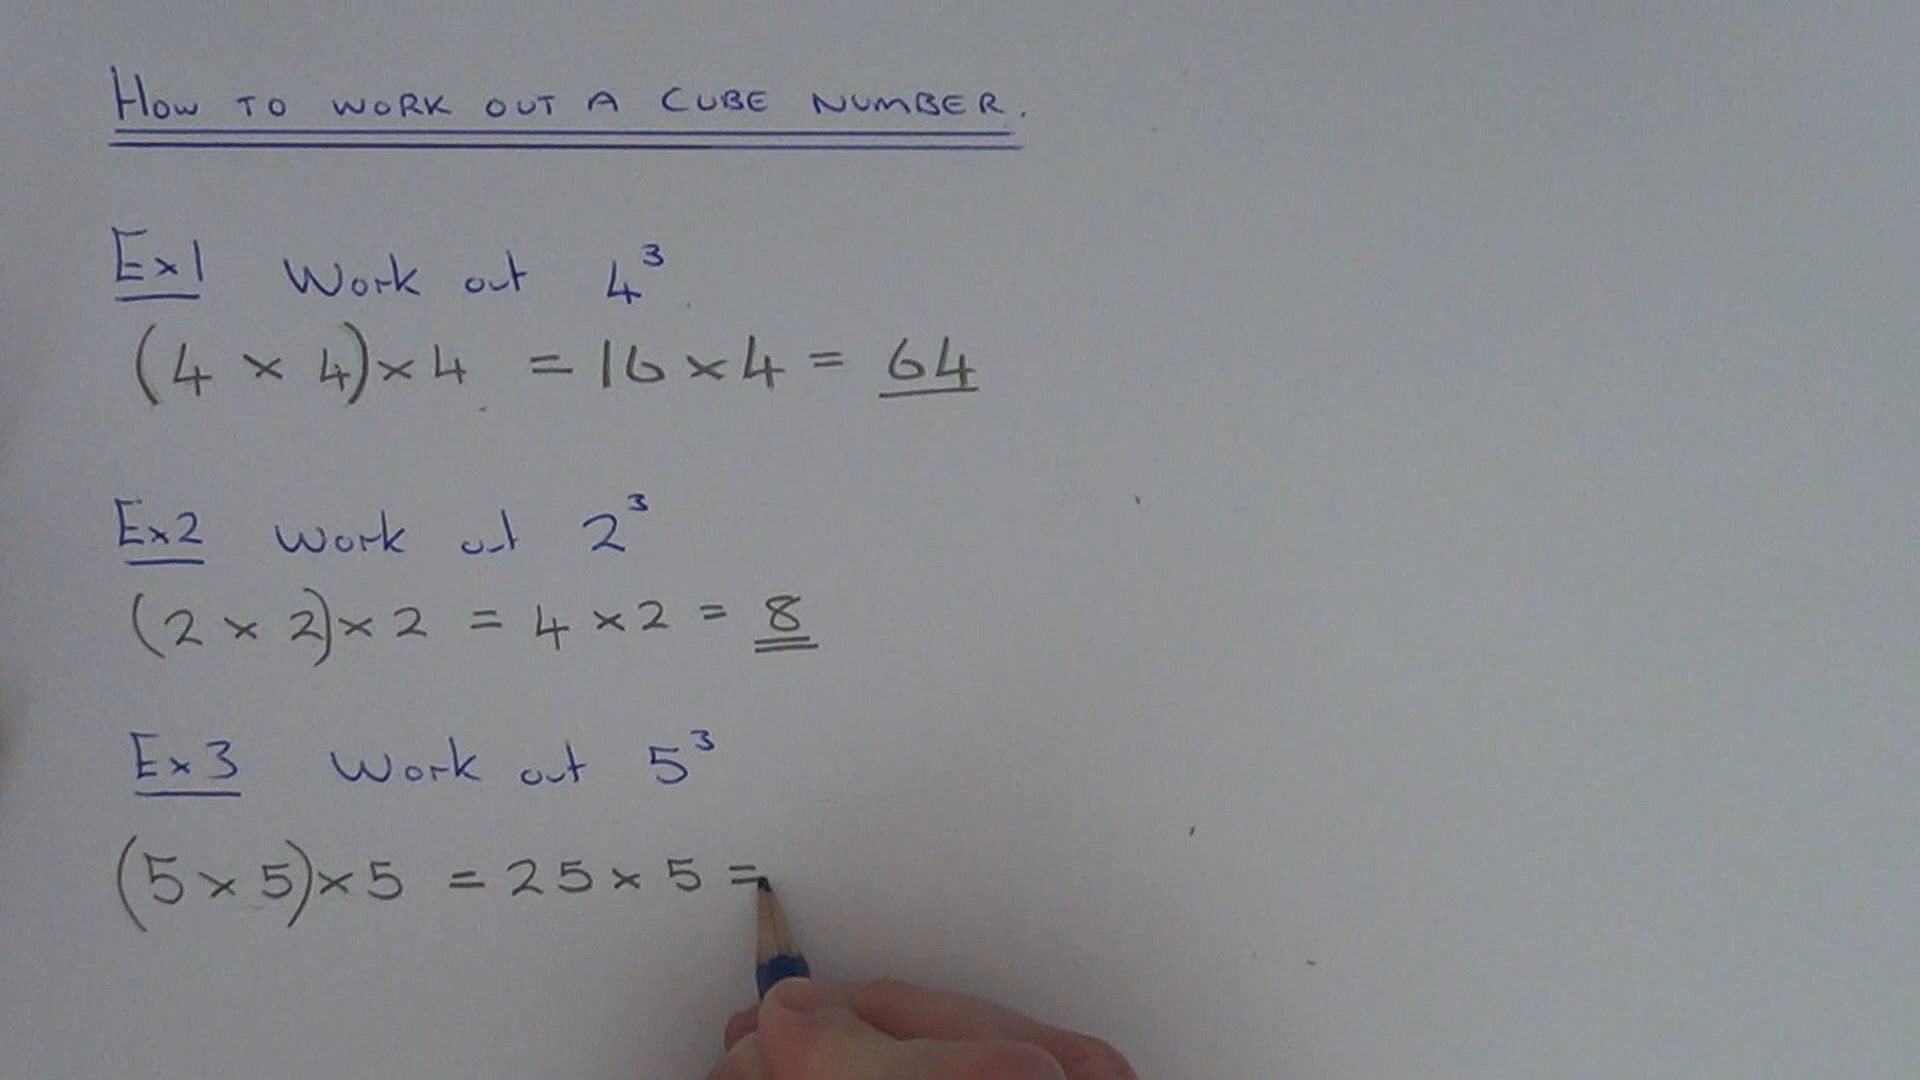 HOW TO WORK OUT A CUBE NUMBER.
Ex1 Work out 4³
(4 × 4) × 4 = 16 × 4 = 64
Ex2 Work out 2³
(2 × 2) × 2 = 4 × 2 = 8
Ex3 Work out 5³
(5 × 5) × 5 = 25 × 5 =